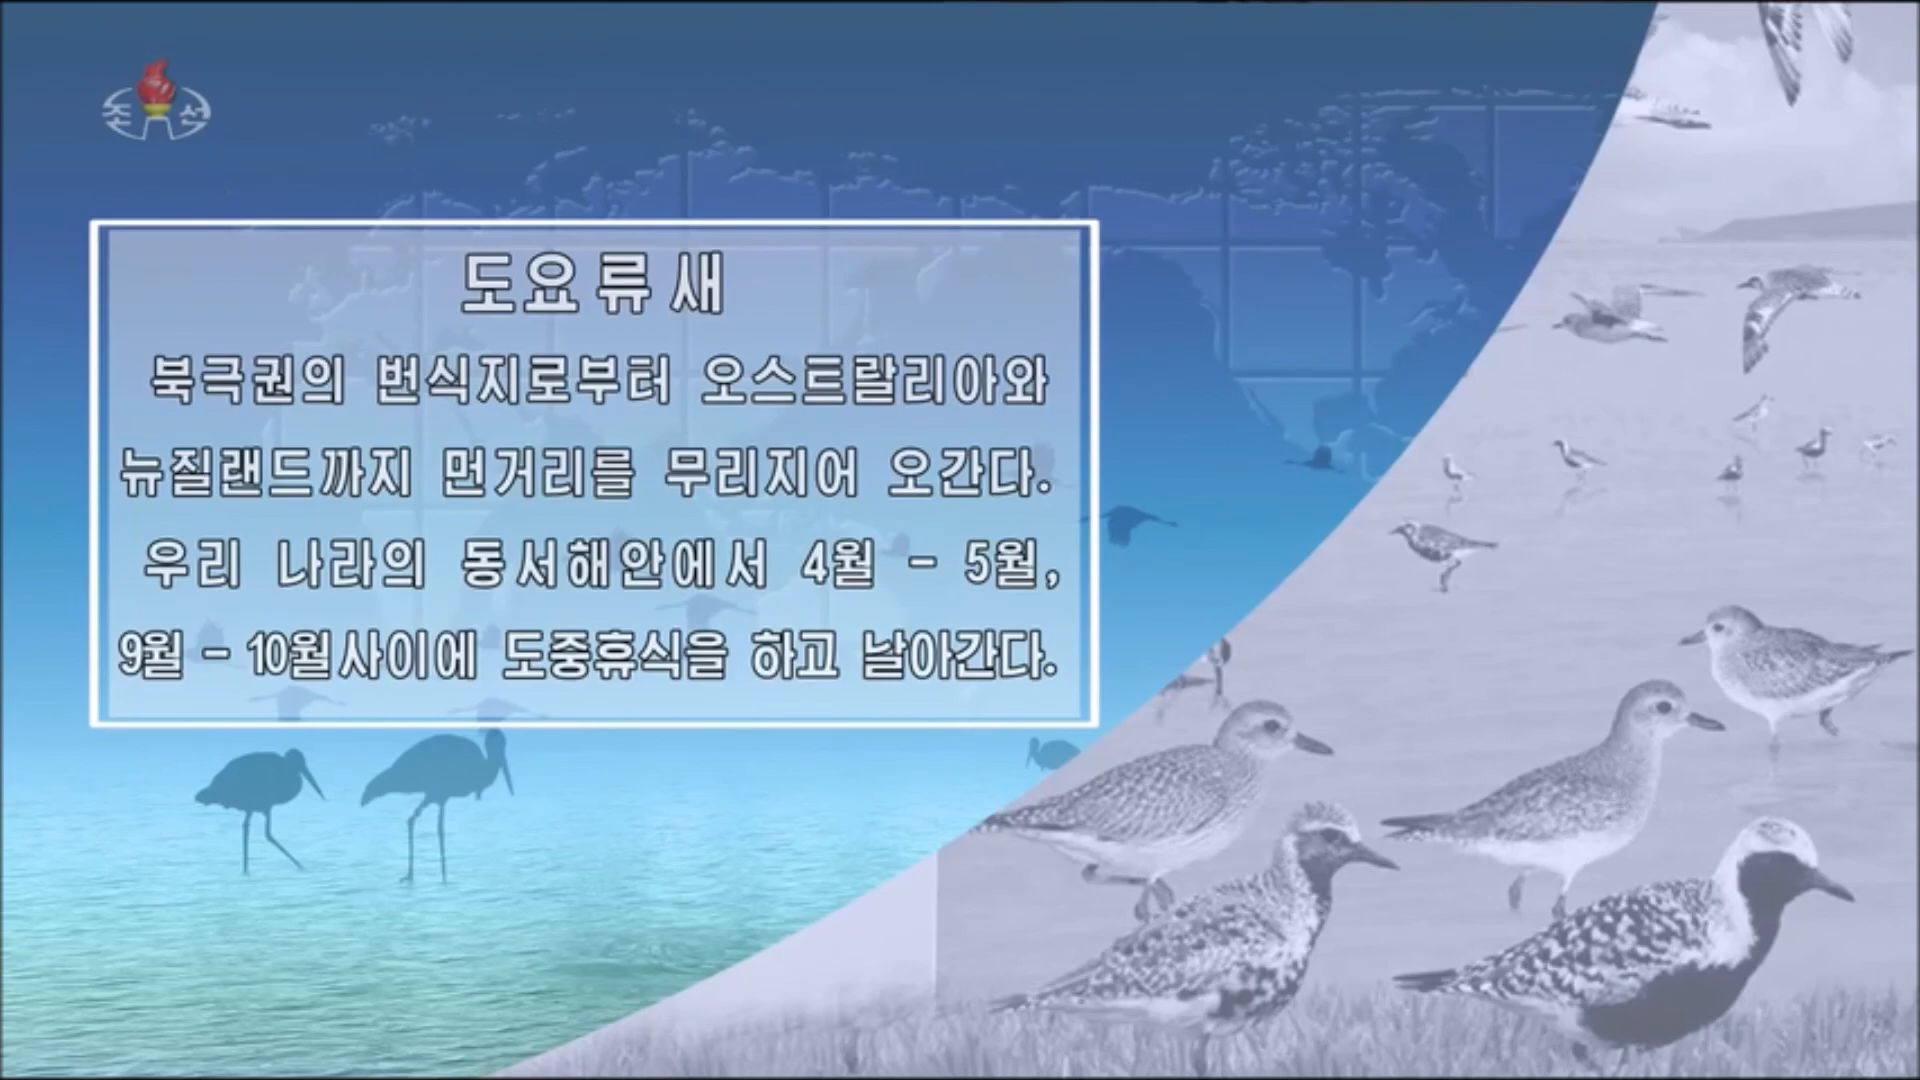 조선
도요류새
북극권의 번식지로부터 오스트랄리아와
뉴질랜드까지 먼거리를 무리지어 오간다.
우리 나라의 동서해안에서 4월 - 5월,
9월 - 10월사이에 도중휴식을 하고 날아간다.